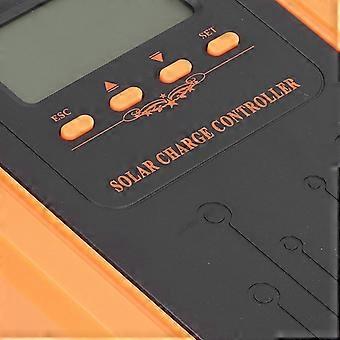 ESC ▲ ▼ SET
SOLAR CHARGE CONTROLLER